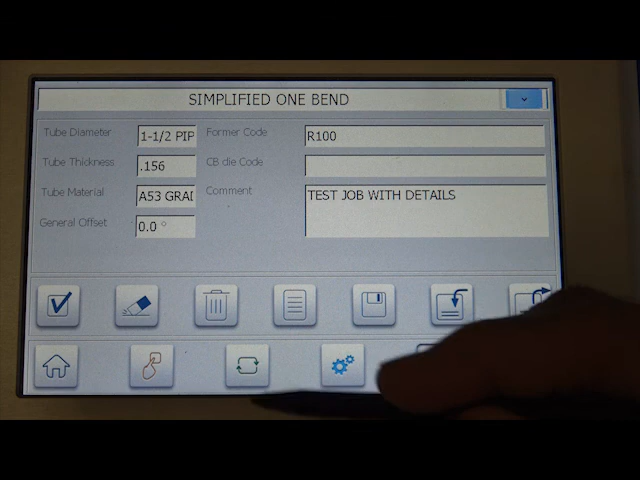 SIMPLIFIED ONE BEND
Tube Diameter 1-1/2 PIP Former Code R100
Tube Thickness .156 CB die Code
Tube Material A53 GRAD Comment TEST JOB WITH DETAILS
General Offset 0.0 °